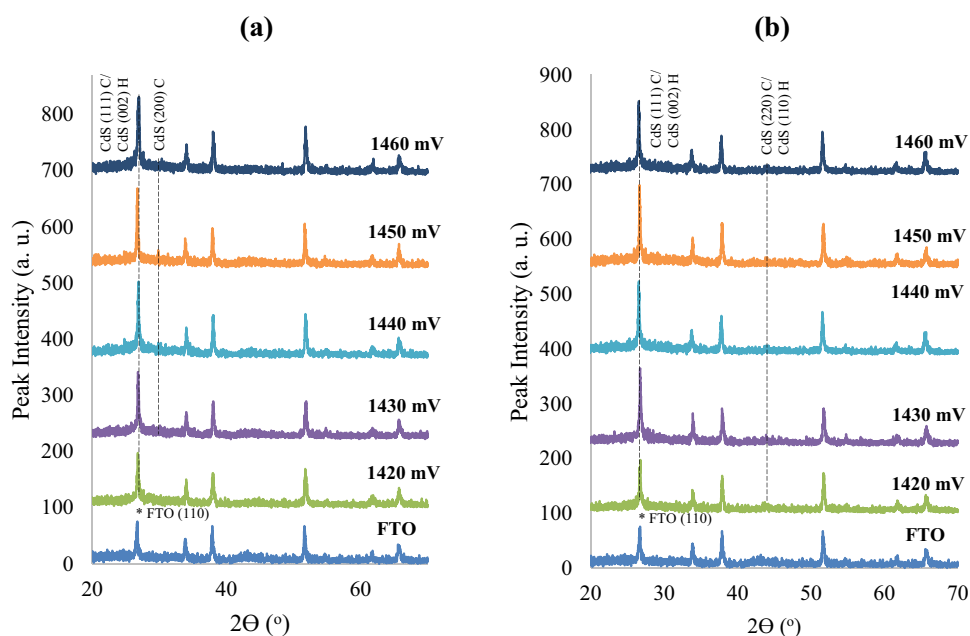 (a)
CdS (111) C/
CdS (002) H
CdS (200) C
800
700
600
500
400
300
200
100
0
Peak Intensity (a. u.)
1460 mV
1450 mV
1440 mV
1430 mV
1420 mV
* FTO (110)
FTO
20
40
60
2ϴ (º)
(b)
CdS (111) C/
CdS (002) H
CdS (220) C/
CdS (110) H
900
800
700
600
500
400
300
200
100
0
Peak Intensity (a. u.)
1460 mV
1450 mV
1440 mV
1430 mV
1420 mV
* FTO (110)
FTO
20
30
40
50
60
70
2ϴ (º)